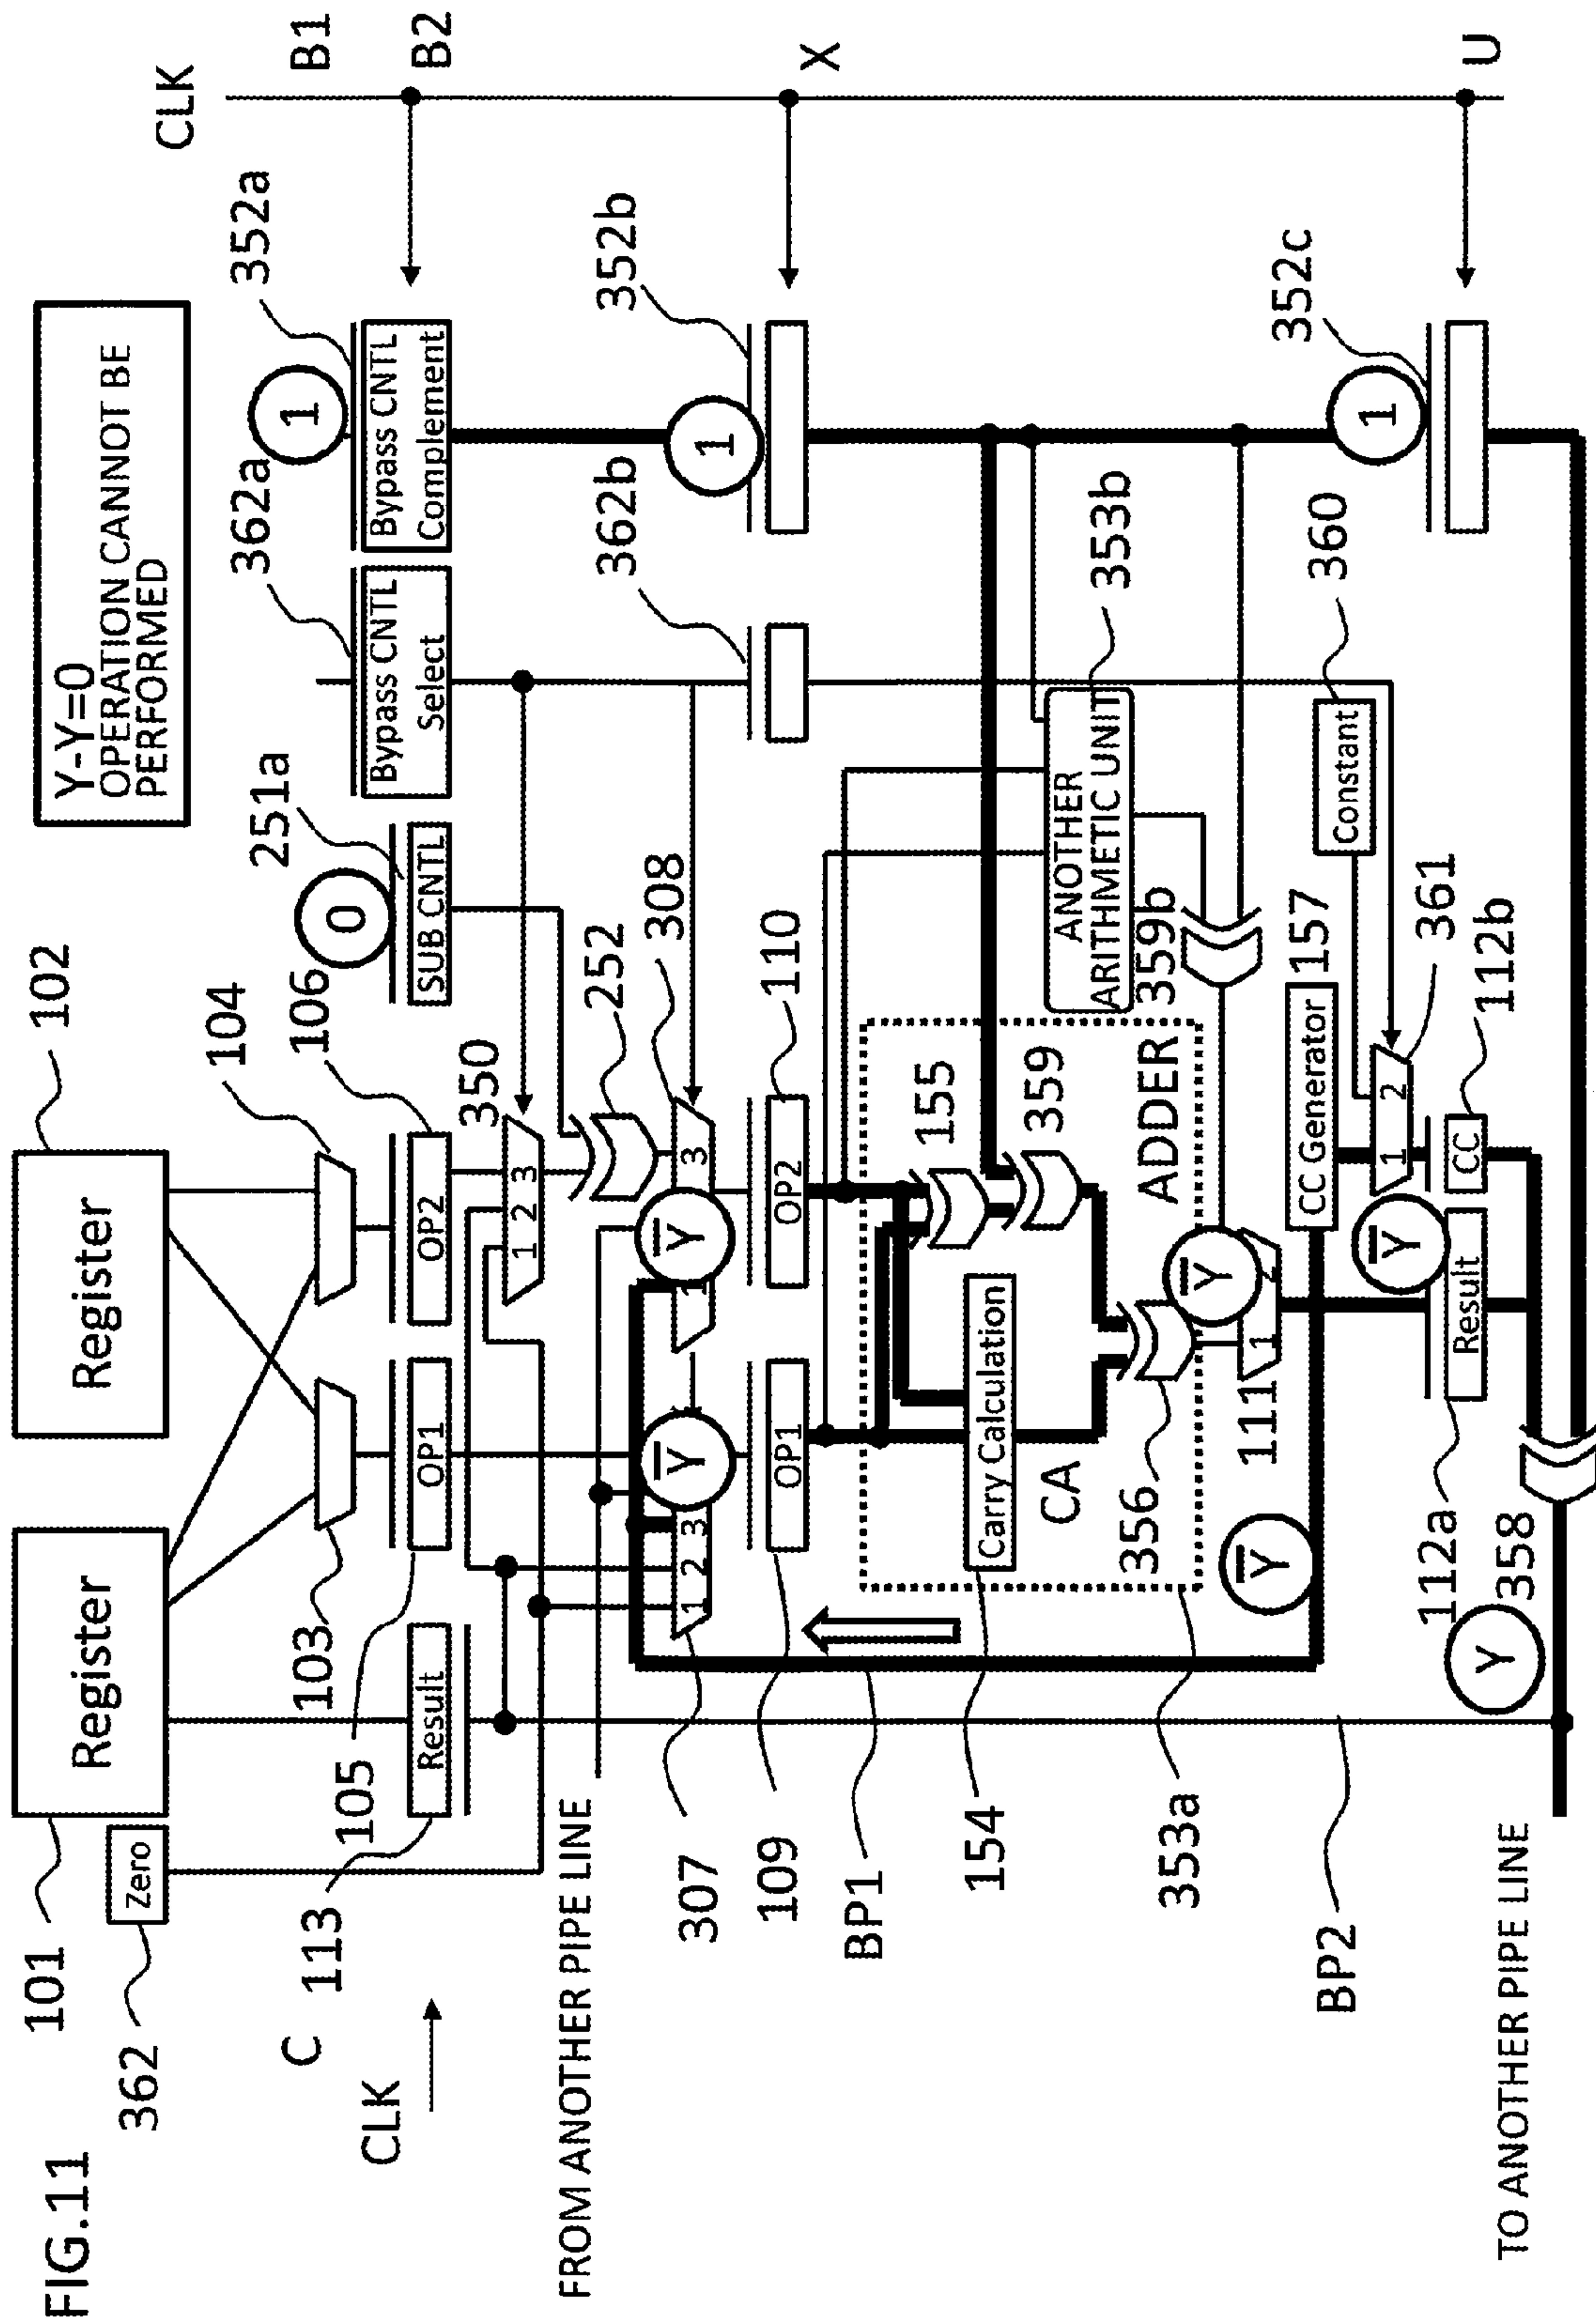 FIG.11
Y-Y=0
OPERATION CANNOT BE
PERFORMED
CLK
101
Register
Register
102
362
Zero
103
104
C
113
105
106
251a
362a
352a
B1
CLK
Result
OP1
OP2
0
SUB CNTL
Bypass CNTL
Select
1
Bypass CNTL
Complement
B2
350
1 2 3
252
FROM ANOTHER PIPE LINE
307
1 2 3
Y̅
1
Y̅
3
308
362b
352b
1
109
OP1
OP2
110
X
BP1
154
Carry Calculation
CA
155
359
ADDER
353a
356
ANOTHER
ARITHMETIC UNIT
353b
359b
111
1
Y̅
2
Y̅
CC Generator
157
Constant
360
BP2
1 2
361
112a
Result
Y̅
CC
112b
1
352c
U
Y
358
TO ANOTHER PIPE LINE